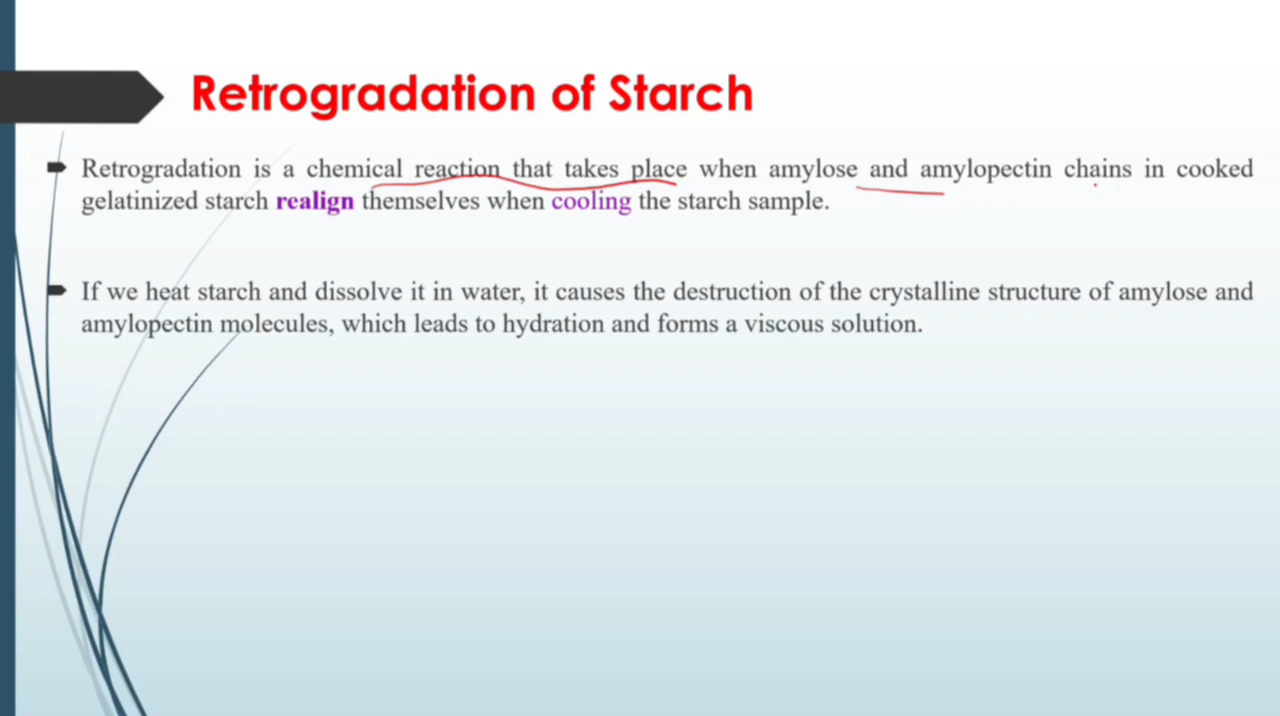 Retrogradation of Starch
Retrogradation is a chemical reaction that takes place when amylose and amylopectin chains in cooked
gelatinized starch realign themselves when cooling the starch sample.
If we heat starch and dissolve it in water, it causes the destruction of the crystalline structure of amylose and
amylopectin molecules, which leads to hydration and forms a viscous solution.